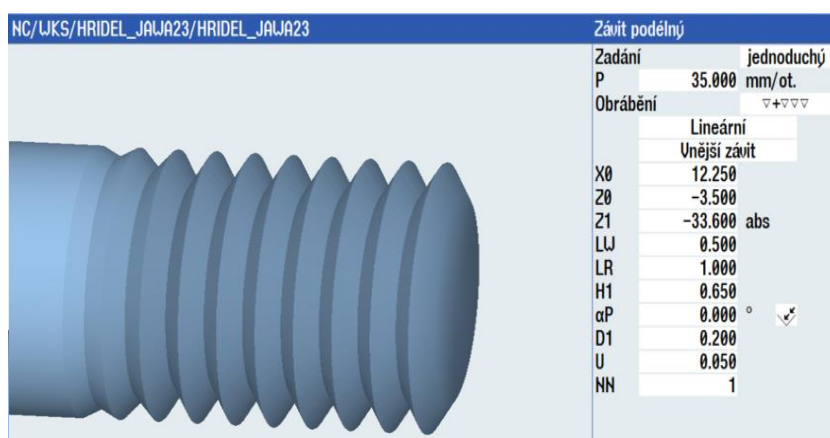 NC/WKS/HRIDEL_JAWA23/HRIDEL_JAWA23
Závit podélný
Zadání jednoduchý
P 35.000 mm/ot.
Obrábění ▽+▽▽▽
Lineární
Vnější závit
X0 12.250
Z0 -3.500
Z1 -33.600 abs
LW 0.500
LR 1.000
H1 0.650
αP 0.000 °
D1 0.200
U 0.050
NN 1